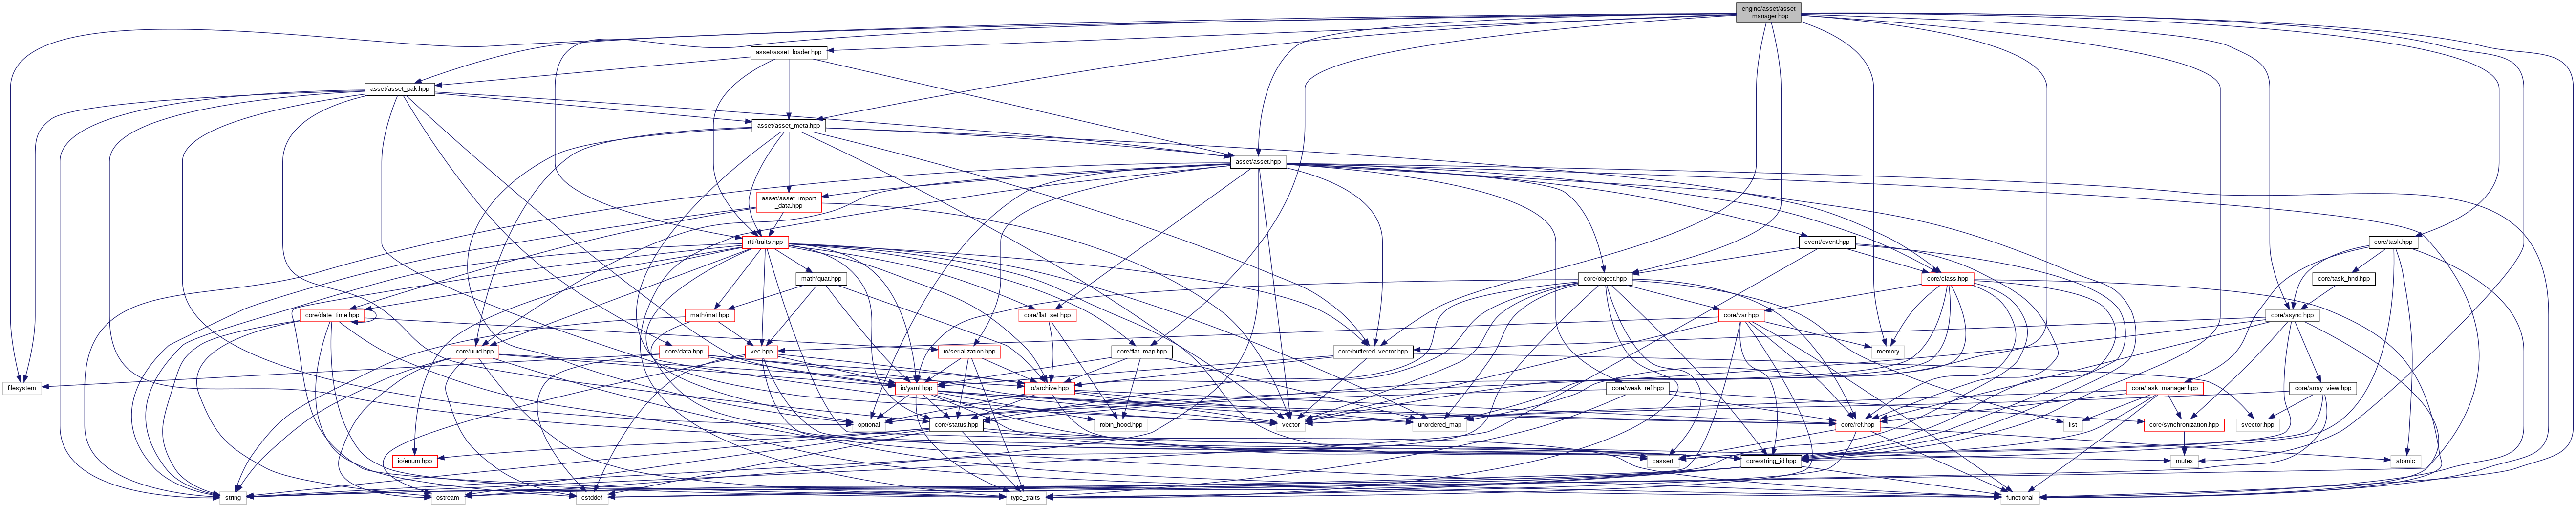 engine/asset/asset
_manager.hpp
asset/asset_loader.hpp
asset/asset_pak.hpp
asset/asset_meta.hpp
asset/asset.hpp
asset/asset_import
_data.hpp
rtti/traits.hpp
event/event.hpp
core/task.hpp
math/quat.hpp
core/object.hpp
core/class.hpp
core/task_hnd.hpp
core/date_time.hpp
math/mat.hpp
core/flat_set.hpp
core/var.hpp
core/async.hpp
core/uuid.hpp
core/data.hpp
vec.hpp
io/serialization.hpp
core/flat_map.hpp
core/buffered_vector.hpp
memory
filesystem
io/yaml.hpp
io/archive.hpp
core/weak_ref.hpp
core/task_manager.hpp
core/array_view.hpp
optional
core/status.hpp
robin_hood.hpp
vector
unordered_map
core/ref.hpp
list
core/synchronization.hpp
svector.hpp
io/enum.hpp
cassert
core/string_id.hpp
mutex
atomic
string
ostream
cstddef
type_traits
functional